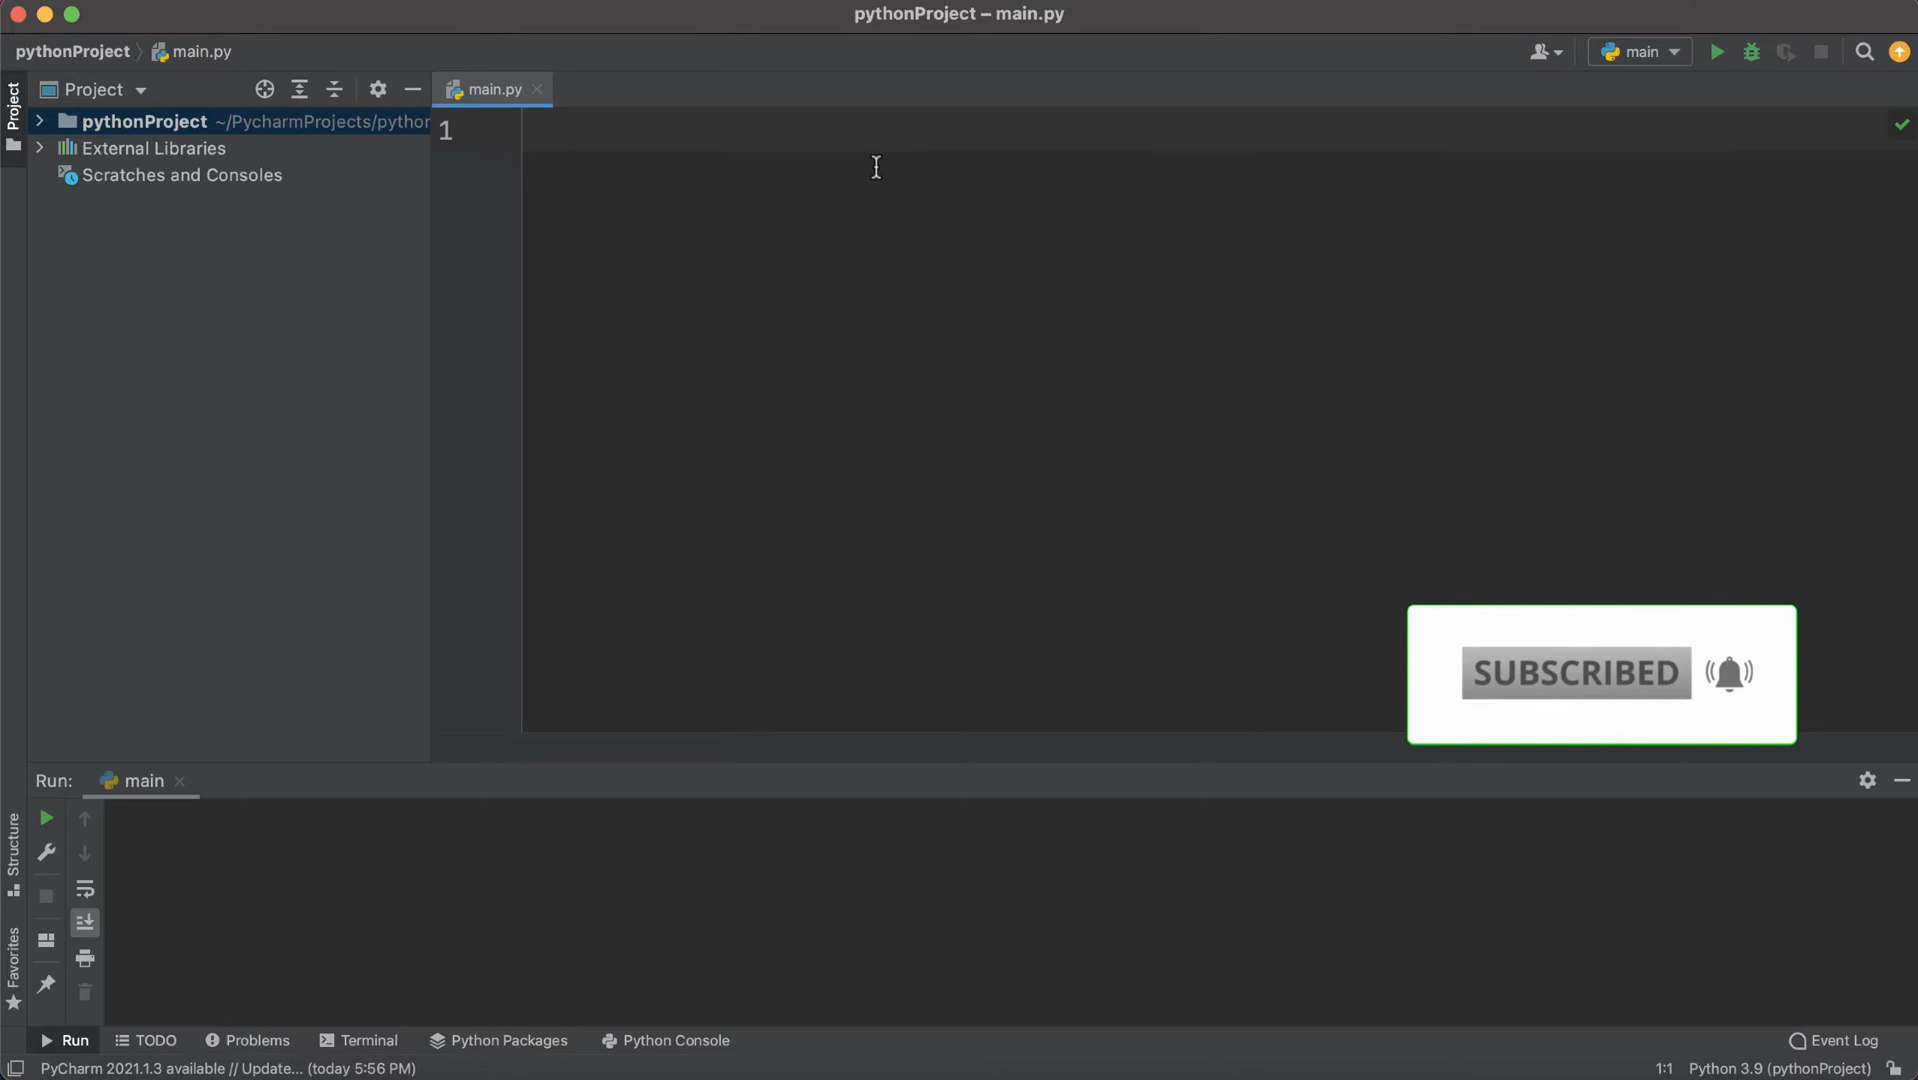 pythonProject – main.py
pythonProject
main.py
main
Project
Project
main.py
pythonProject ~/PycharmProjects/python
External Libraries
Scratches and Consoles
1
SUBSCRIBED
Run:
main
Structure
Favorites
Run
TODO
Problems
Terminal
Python Packages
Python Console
Event Log
PyCharm 2021.1.3 available // Update... (today 5:56 PM)
1:1
Python 3.9 (pythonProject)